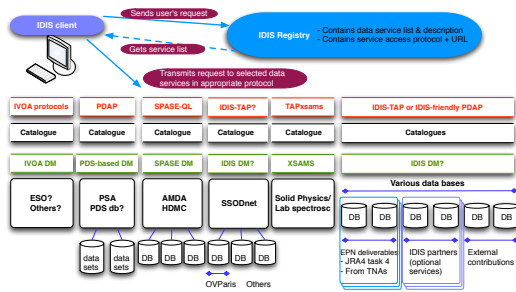 IDIS client
Sends user's request
IDIS Registry
- Contains data service list & description
- Contains service access protocol + URL
Gets service list
Transmits request to selected data
services in appropriate protocol
IVOA protocols
PDAP
SPASE-QL
IDIS-TAP?
TAPxsams
IDIS-TAP or IDIS-friendly PDAP
Catalogue
Catalogue
Catalogue
Catalogue
Catalogue
Catalogues
IVOA DM
PDS-based DM
SPASE DM
IDIS DM?
XSAMS
IDIS DM?
ESO?
Others?
PSA
PDS db?
AMDA
HDMC
SSODnet
Solid Physics/
Lab spectrosc
Various data bases
DB
DB
DB
DB
DB
DB
data
sets
data
sets
DB
DB
DB
DB
DB
DB
EPN deliverables:
- JRA4 task 4
- From TNAs
IDIS partners
(optional
services)
External
contributions
OVParis
Others